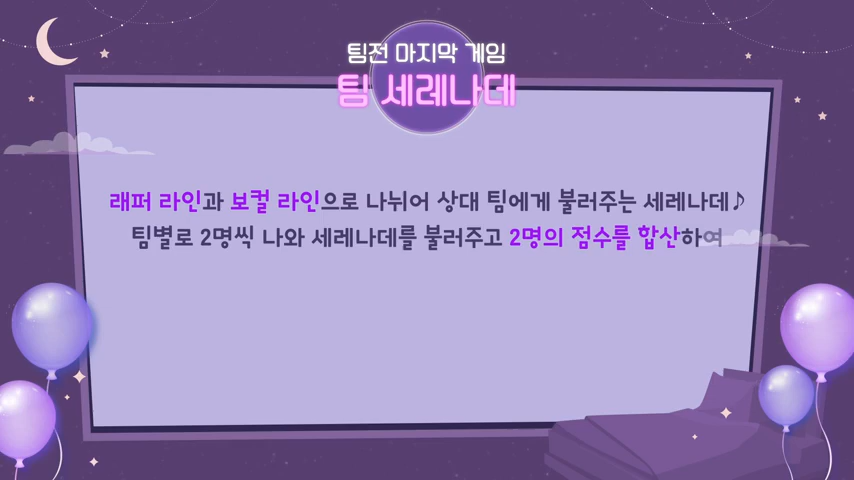 팀전 마지막 게임
팀 세레나데
래퍼 라인과 보컬 라인으로 나뉘어 상대 팀에게 불러주는 세레나데♪
팀별로 2명씩 나와 세레나데를 불러주고 2명의 점수를 합산하여